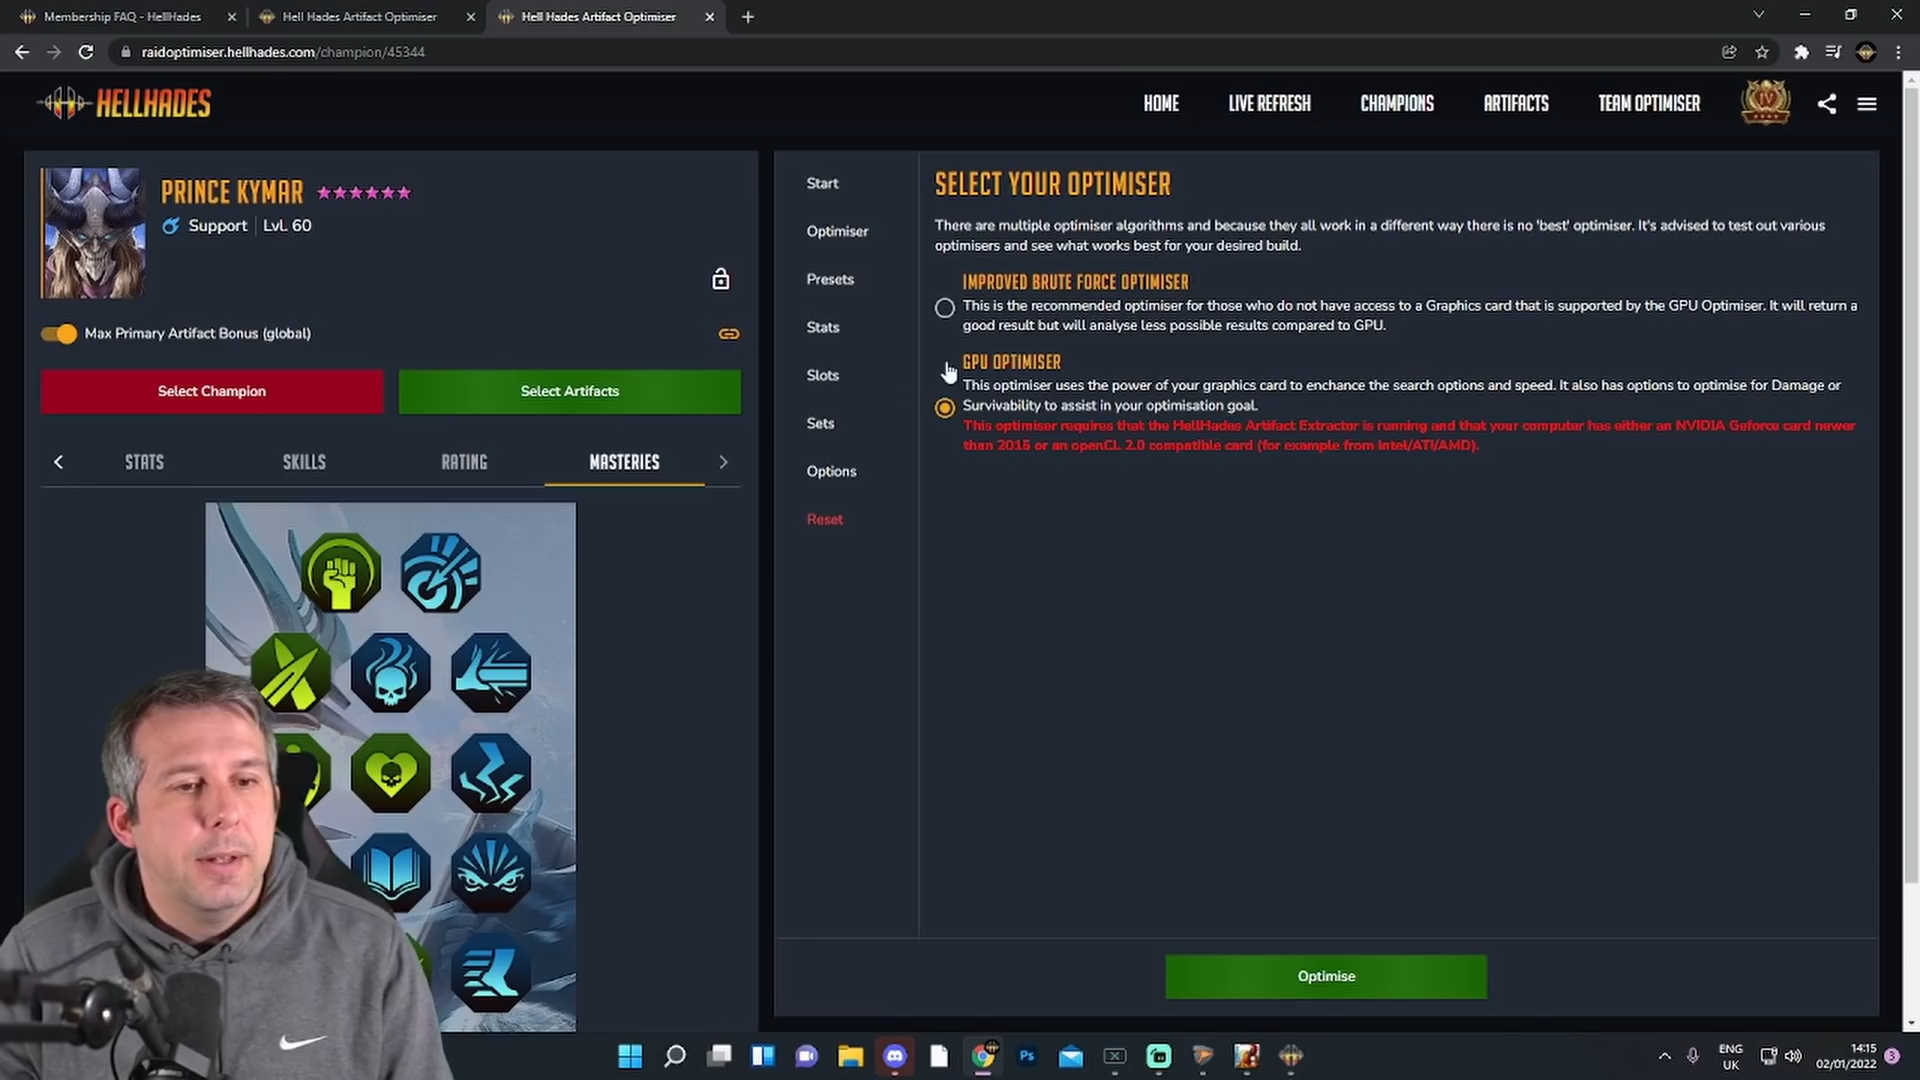 Membership FAQ - HellHades
Hell Hades Artifact Optimiser
Hell Hades Artifact Optimiser
raidoptimiser.hellhades.com/champion/45344
HELLHADES
HOME
LIVE REFRESH
CHAMPIONS
ARTIFACTS
TEAM OPTIMISER
IV
PRINCE KYMAR
Support
Lvl. 60
Max Primary Artifact Bonus (global)
Select Champion
Select Artifacts
STATS
SKILLS
RATING
MASTERIES
Start
Optimiser
Presets
Stats
Slots
Sets
Options
Reset
SELECT YOUR OPTIMISER
There are multiple optimiser algorithms and because they all work in a different way there is no 'best' optimiser. It's advised to test out various
optimisers and see what works best for your desired build.
IMPROVED BRUTE FORCE OPTIMISER
This is the recommended optimiser for those who do not have access to a Graphics card that is supported by the GPU Optimiser. It will return a
good result but will analyse less possible results compared to GPU.
GPU OPTIMISER
This optimiser uses the power of your graphics card to enchance the search options and speed. It also has options to optimise for Damage or
Survivability to assist in your optimisation goal.
This optimiser requires that the HellHades Artifact Extractor is running and that your computer has either an NVIDIA Geforce card newer
than 2015 or an openCL 2.0 compatible card (for example from Intel/ATI/AMD).
Optimise
Ps
ENG
UK
14:15
02/01/2022
3